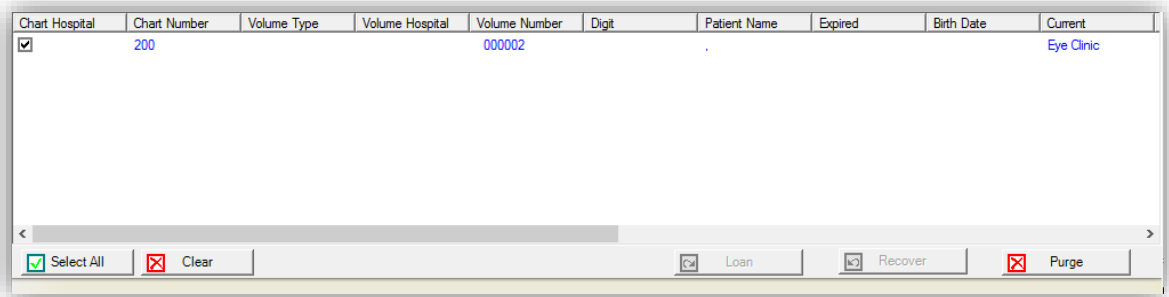 Chart Hospital Chart Number Volume Type Volume Hospital Volume Number Digit Patient Name Expired Birth Date Current
200 000002 . Eye Clinic
Select All Clear Loan Recover Purge